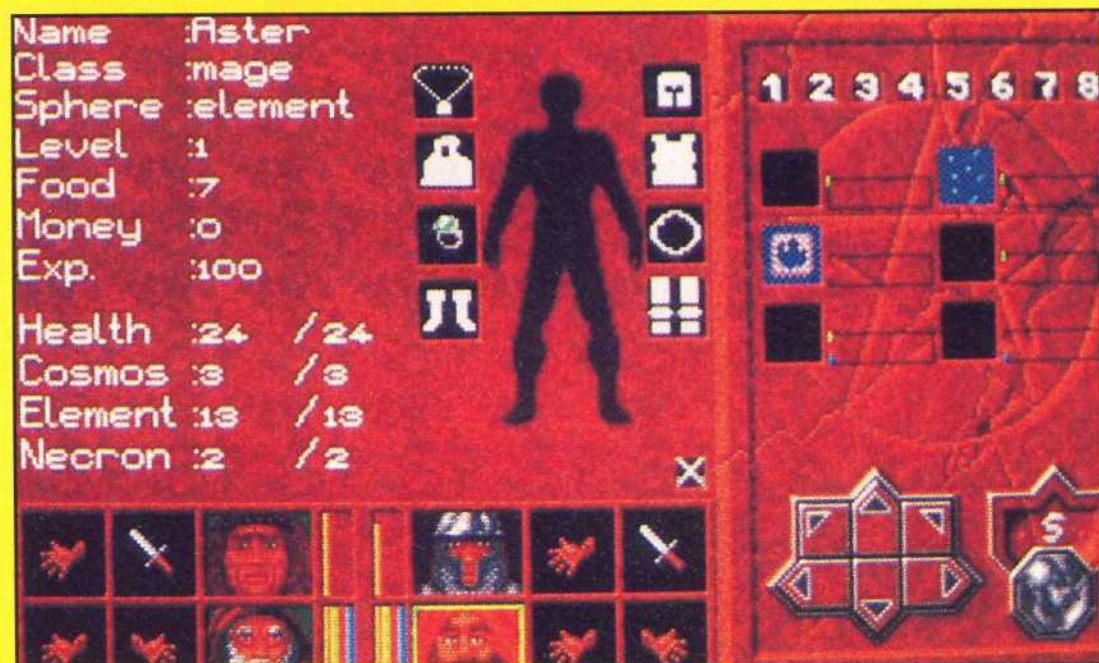 Name :Aster
Class :mage
Sphere :element
Level :1
Food :7
Money :0
Exp. :100
Health :24 /24
Cosmos :3 /3
Element :13 /13
Necron :2 /2
X
1 2 3 4 5 6 7 8
S